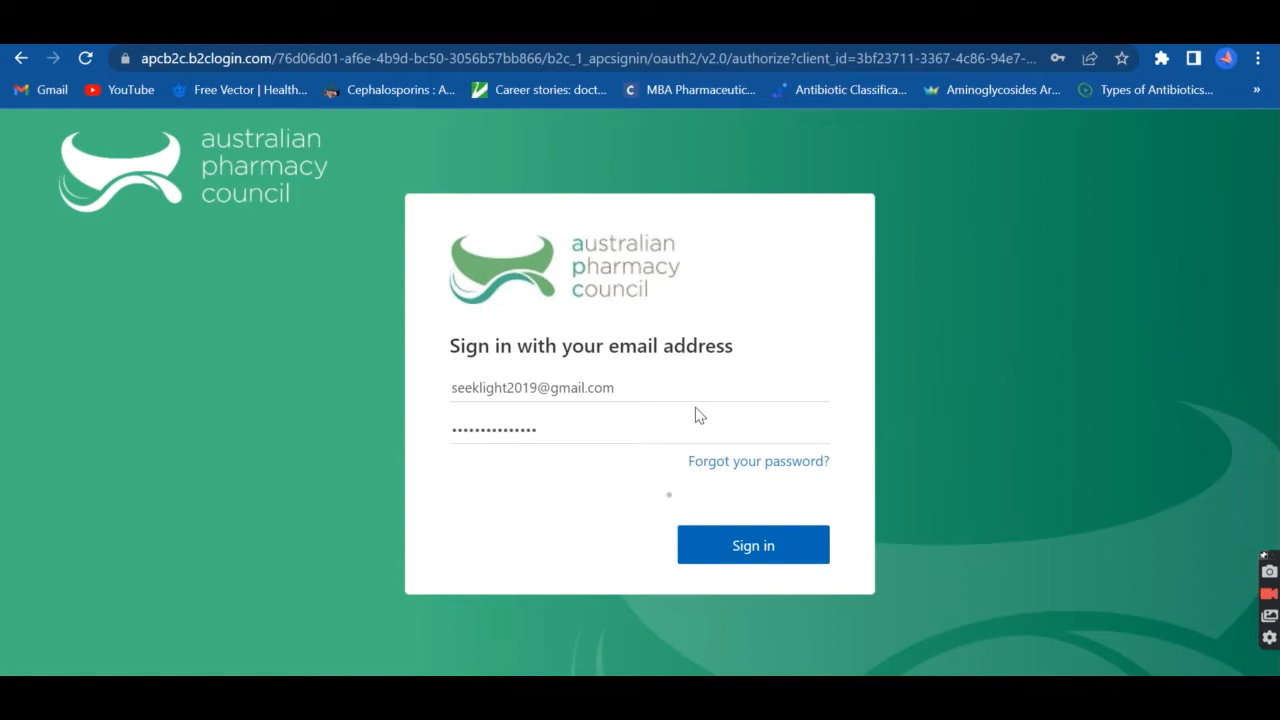 apcb2c.b2clogin.com/76d06d01-af6e-4b9d-bc50-3056b57bb866/b2c_1_apcsignin/oauth2/v2.0/authorize?client_id=3bf23711-3367-4c86-94e7-...
Gmail YouTube Free Vector | Health... Cephalosporins : A... Career stories: doct... MBA Pharmaceutic... Antibiotic Classifica... Aminoglycosides Ar... Types of Antibiotics... »
australian
pharmacy
council
australian
pharmacy
council
Sign in with your email address
seeklight2019@gmail.com
Forgot your password?
Sign in